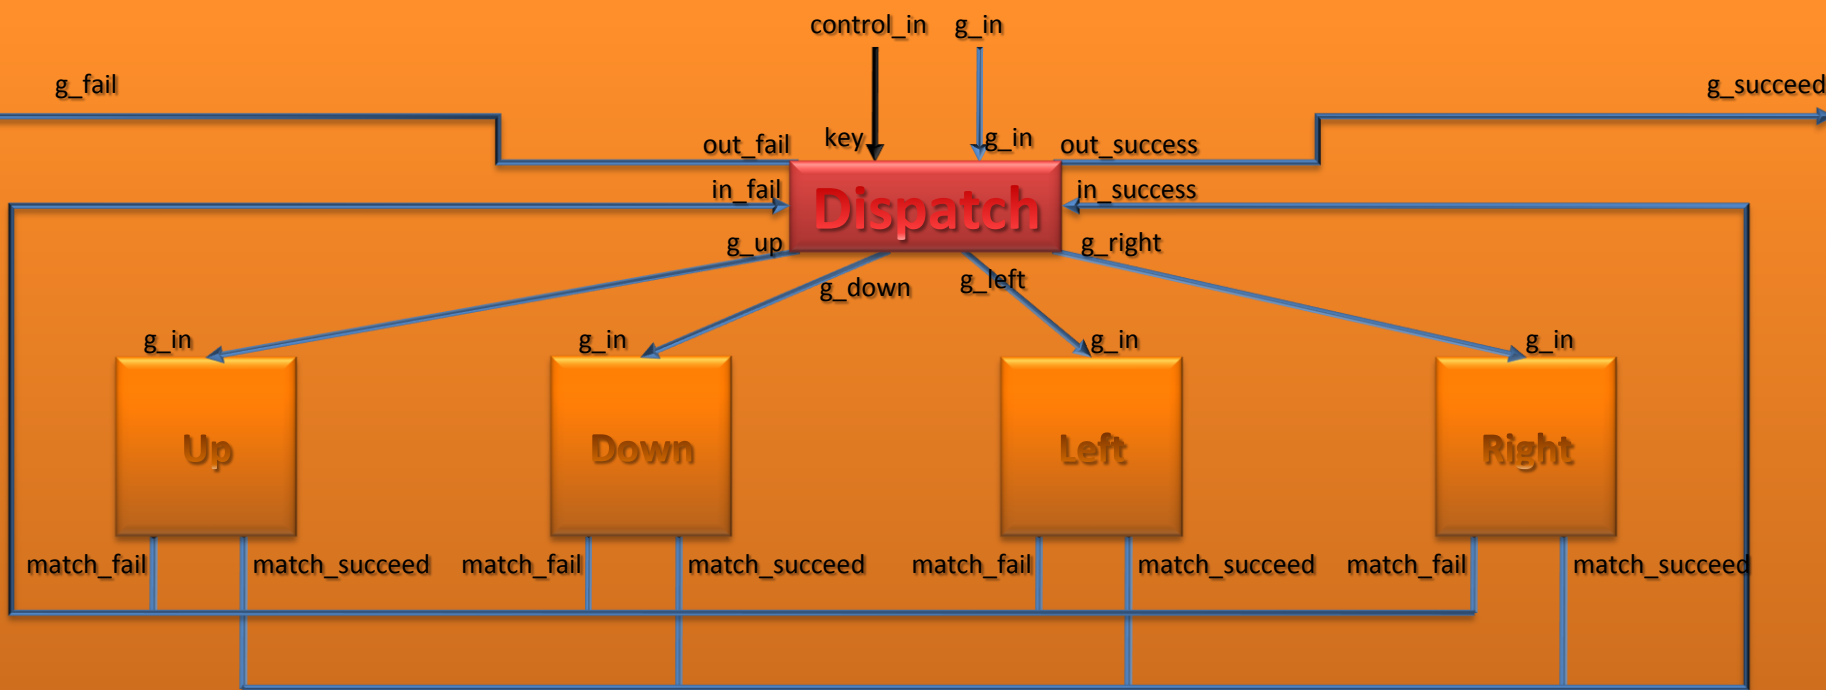 control_in g_in
g_fail g_succeed
out_fail key g_in out_success
in_fail Dispatch in_success
g_up g_right
g_down g_left
g_in g_in g_in g_in
Up Down Left Right
match_fail match_succeed match_fail match_succeed match_fail match_succeed match_fail match_succeed